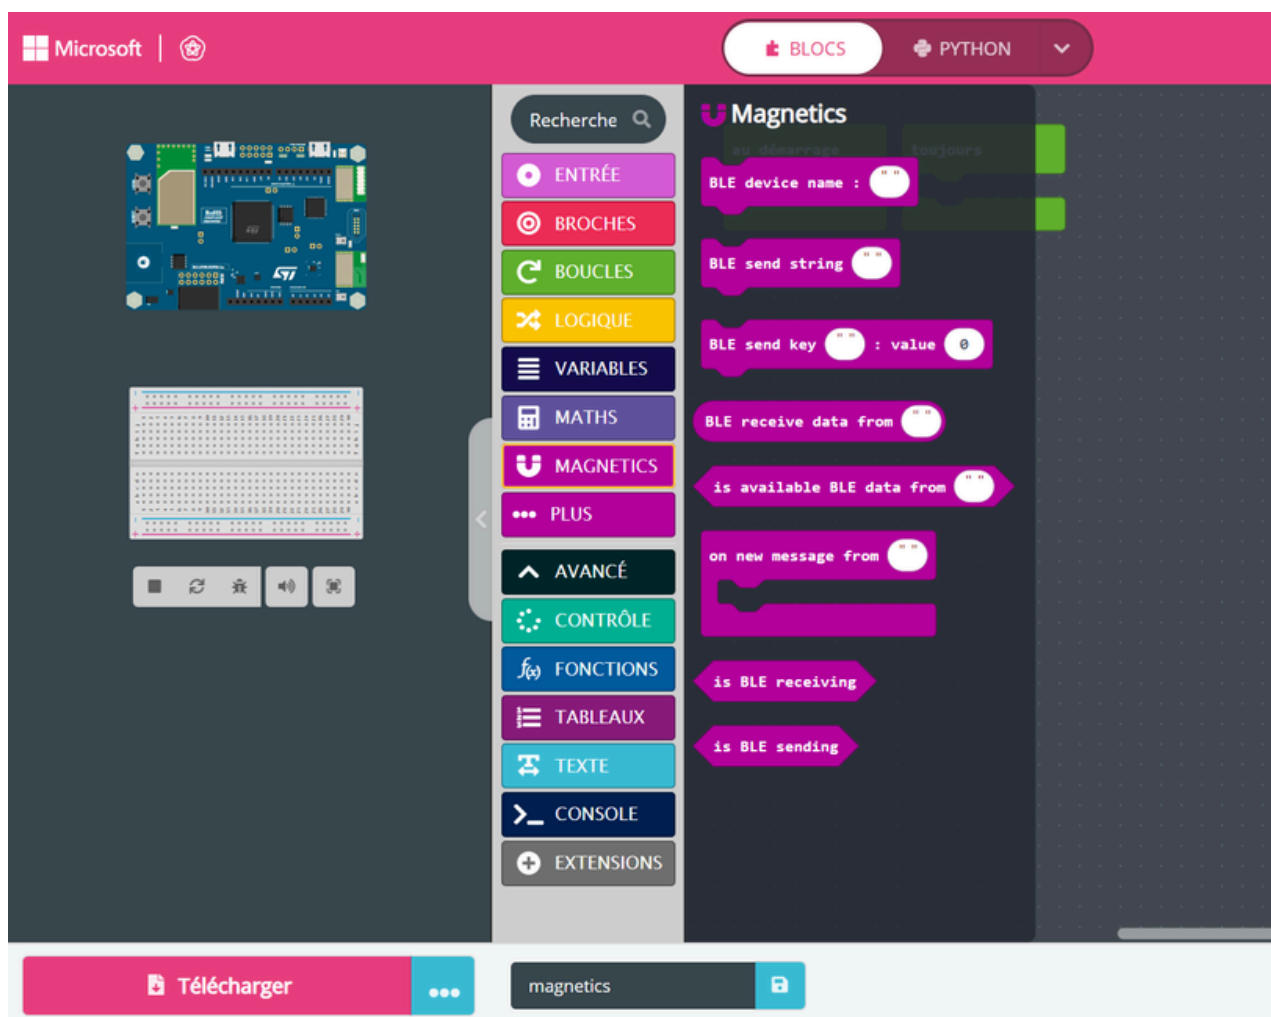 Microsoft
BLOCS
PYTHON
Recherche
ENTRÉE
BROCHES
BOUCLES
LOGIQUE
VARIABLES
MATHS
MAGNETICS
PLUS
AVANCÉ
CONTRÔLE
f(x) FONCTIONS
TABLEAUX
TEXTE
CONSOLE
EXTENSIONS
Magnetics
au démarrage
toujours
BLE device name : " "
BLE send string " "
BLE send key " " : value 0
BLE receive data from " "
is available BLE data from " "
on new message from " "
is BLE receiving
is BLE sending
Télécharger
magnetics